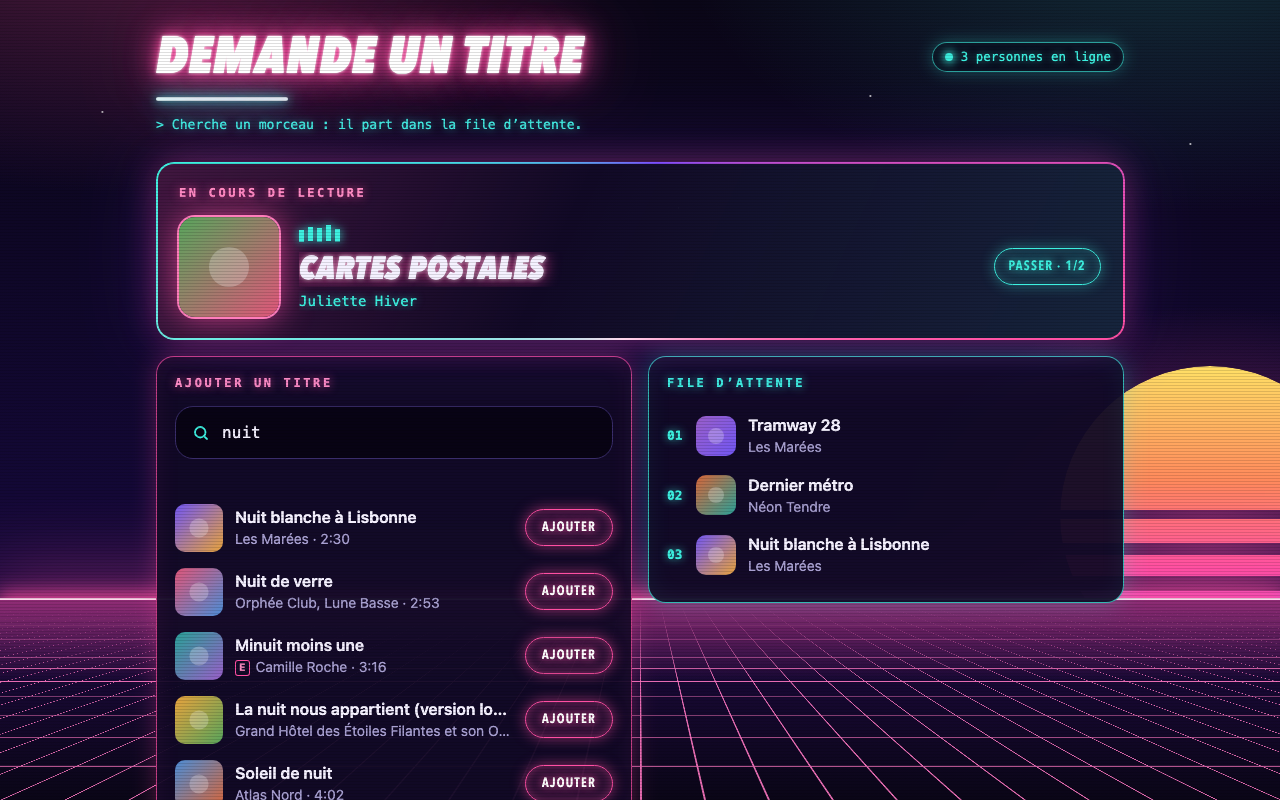 DEMANDE UN TITRE
3 personnes en ligne
> Cherche un morceau : il part dans la file d’attente.
EN COURS DE LECTURE
CARTES POSTALES
Juliette Hiver
PASSER · 1/2
AJOUTER UN TITRE
nuit
Nuit blanche à Lisbonne
Les Marées · 2:30
AJOUTER
Nuit de verre
Orphée Club, Lune Basse · 2:53
AJOUTER
Minuit moins une
E Camille Roche · 3:16
AJOUTER
La nuit nous appartient (version lo…
Grand Hôtel des Étoiles Filantes et son O…
AJOUTER
Soleil de nuit
Atlas Nord · 4:02
AJOUTER
FILE D’ATTENTE
01
Tramway 28
Les Marées
02
Dernier métro
Néon Tendre
03
Nuit blanche à Lisbonne
Les Marées